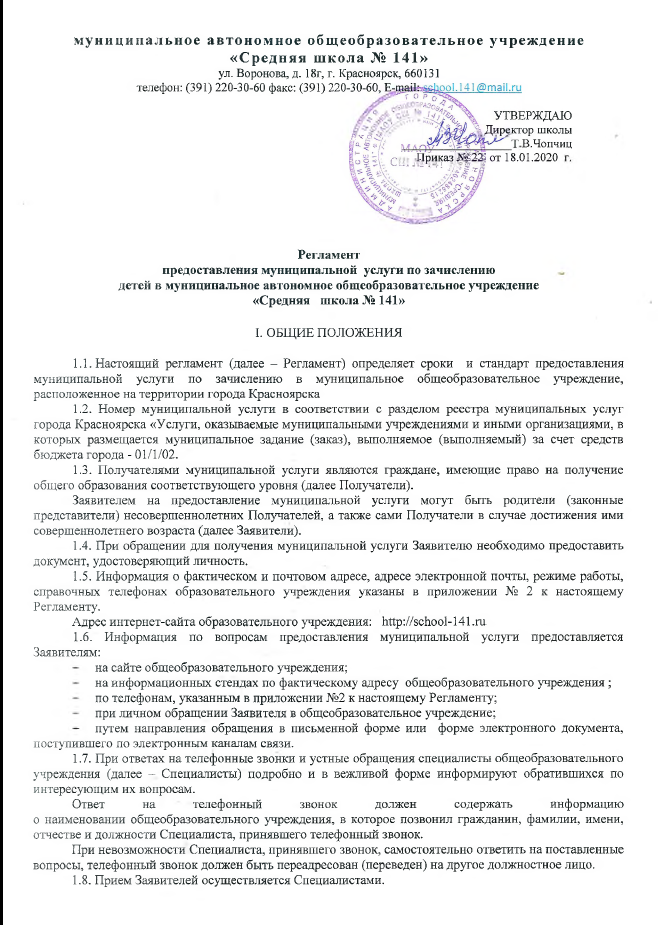 муниципальное автономное общеобразовательное учреждение
«Средняя школа № 141»
ул. Воронова, д. 18г, г. Красноярск, 660131
телефон: (391) 220-30-60 факс: (391) 220-30-60, E-mail: school.141@mail.ru
УТВЕРЖДАЮ
Директор школы
Т.В.Чопчиц
Приказ № 22 от 18.01.2020 г.
МАОУ
СШ № 141
Регламент
предоставления муниципальной услуги по зачислению
детей в муниципальное автономное общеобразовательное учреждение
«Средняя школа № 141»
I. ОБЩИЕ ПОЛОЖЕНИЯ
1.1. Настоящий регламент (далее – Регламент) определяет сроки и стандарт предоставления
муниципальной услуги по зачислению в муниципальное общеобразовательное учреждение,
расположенное на территории города Красноярска
1.2. Номер муниципальной услуги в соответствии с разделом реестра муниципальных услуг
города Красноярска «Услуги, оказываемые муниципальными учреждениями и иными организациями, в
которых размещается муниципальное задание (заказ), выполняемое (выполняемый) за счет средств
бюджета города - 01/1/02.
1.3. Получателями муниципальной услуги являются граждане, имеющие право на получение
общего образования соответствующего уровня (далее Получатели).
Заявителем на предоставление муниципальной услуги могут быть родители (законные
представители) несовершеннолетних Получателей, а также сами Получатели в случае достижения ими
совершеннолетнего возраста (далее Заявители).
1.4. При обращении для получения муниципальной услуги Заявителю необходимо предоставить
документ, удостоверяющий личность.
1.5. Информация о фактическом и почтовом адресе, адресе электронной почты, режиме работы,
справочных телефонах образовательного учреждения указаны в приложении № 2 к настоящему
Регламенту.
Адрес интернет-сайта образовательного учреждения: http://school-141.ru
1.6. Информация по вопросам предоставления муниципальной услуги предоставляется
Заявителям:
− на сайте общеобразовательного учреждения;
− на информационных стендах по фактическому адресу общеобразовательного учреждения ;
− по телефонам, указанным в приложении №2 к настоящему Регламенту;
− при личном обращении Заявителя в общеобразовательное учреждение;
− путем направления обращения в письменной форме или форме электронного документа,
поступившего по электронным каналам связи.
1.7. При ответах на телефонные звонки и устные обращения специалисты общеобразовательного
учреждения (далее – Специалисты) подробно и в вежливой форме информируют обратившихся по
интересующим их вопросам.
Ответ на телефонный звонок должен содержать информацию
о наименовании общеобразовательного учреждения, в которое позвонил гражданин, фамилии, имени,
отчестве и должности Специалиста, принявшего телефонный звонок.
При невозможности Специалиста, принявшего звонок, самостоятельно ответить на поставленные
вопросы, телефонный звонок должен быть переадресован (переведен) на другое должностное лицо.
1.8. Прием Заявителей осуществляется Специалистами.